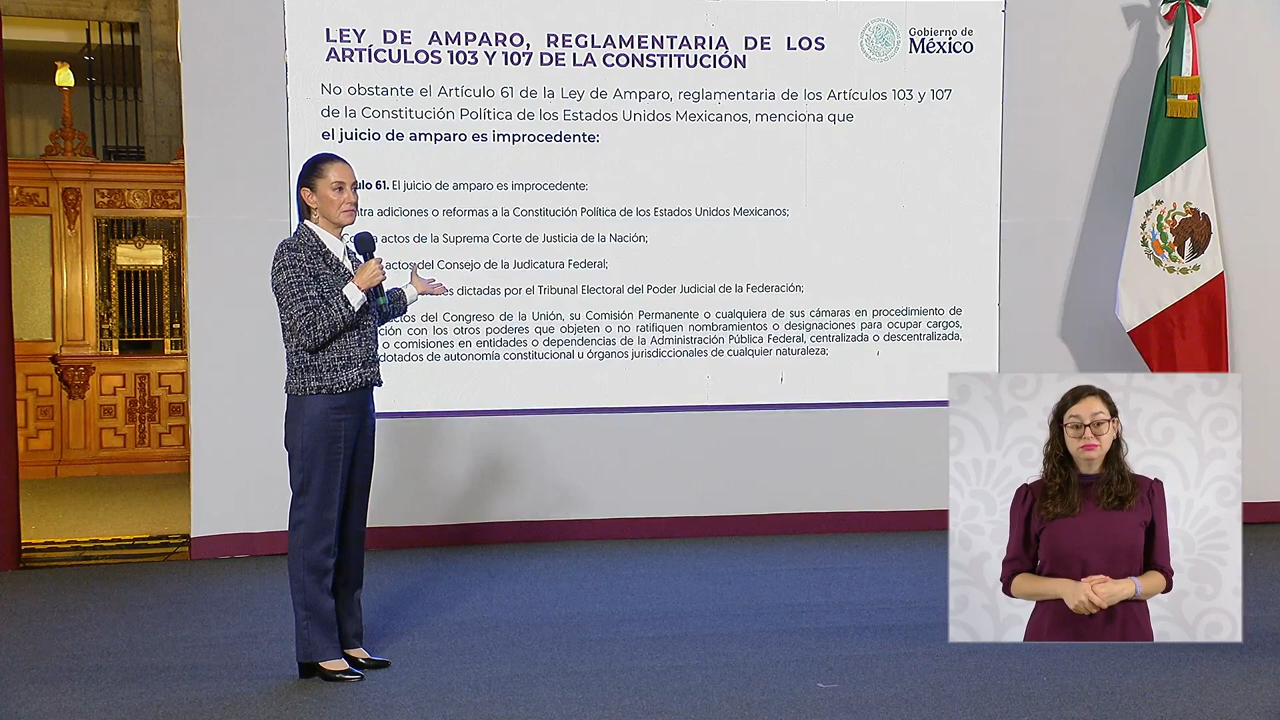 LEY DE AMPARO, REGLAMENTARIA DE LOS
ARTÍCULOS 103 Y 107 DE LA CONSTITUCIÓN
Gobierno de
México
No obstante el Artículo 61 de la Ley de Amparo, reglamentaria de los Artículos 103 y 107
de la Constitución Política de los Estados Unidos Mexicanos, menciona que
el juicio de amparo es improcedente:
61. El juicio de amparo es improcedente:
adiciones o reformas a la Constitución Política de los Estados Unidos Mexicanos;
actos de la Suprema Corte de Justicia de la Nación;
actos del Consejo de la Judicatura Federal;
dictadas por el Tribunal Electoral del Poder Judicial de la Federación;
del Congreso de la Unión, su Comisión Permanente o cualquiera de sus cámaras en procedimiento de
con los otros poderes que objeten o no ratifiquen nombramientos o designaciones para ocupar cargos,
o comisiones en entidades o dependencias de la Administración Pública Federal, centralizada o descentralizada,
dotados de autonomía constitucional u órganos jurisdiccionales de cualquier naturaleza;